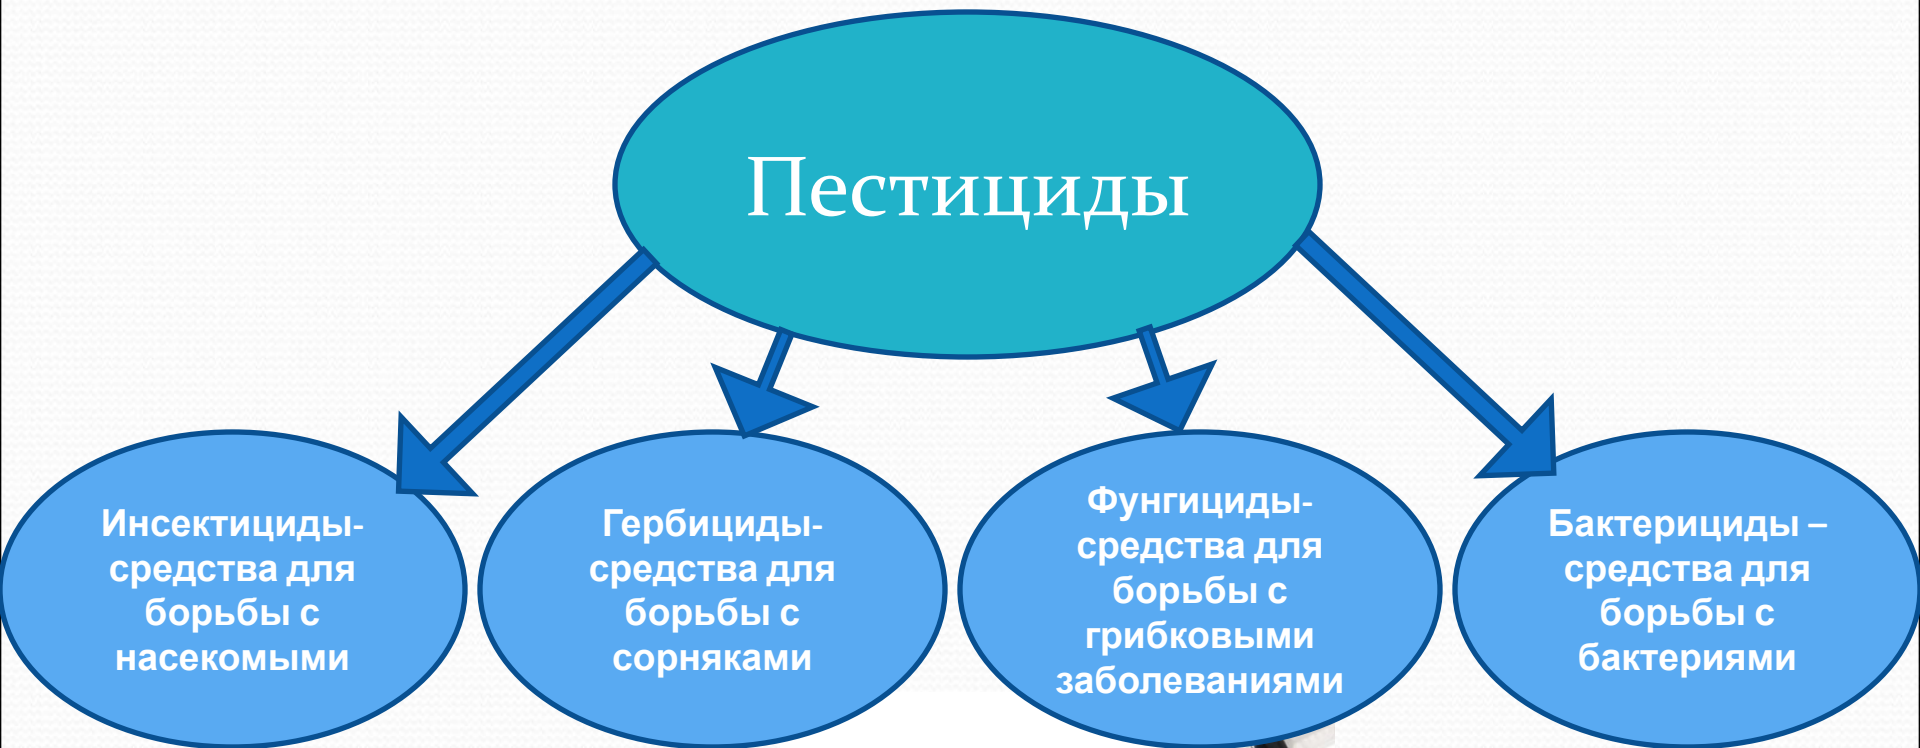 Пестициды
Инсектициды-
средства для
борьбы с
насекомыми
Гербициды-
средства для
борьбы с
сорняками
Фунгициды-
средства для
борьбы с
грибковыми
заболеваниями
Бактерициды –
средства для
борьбы с
бактериями